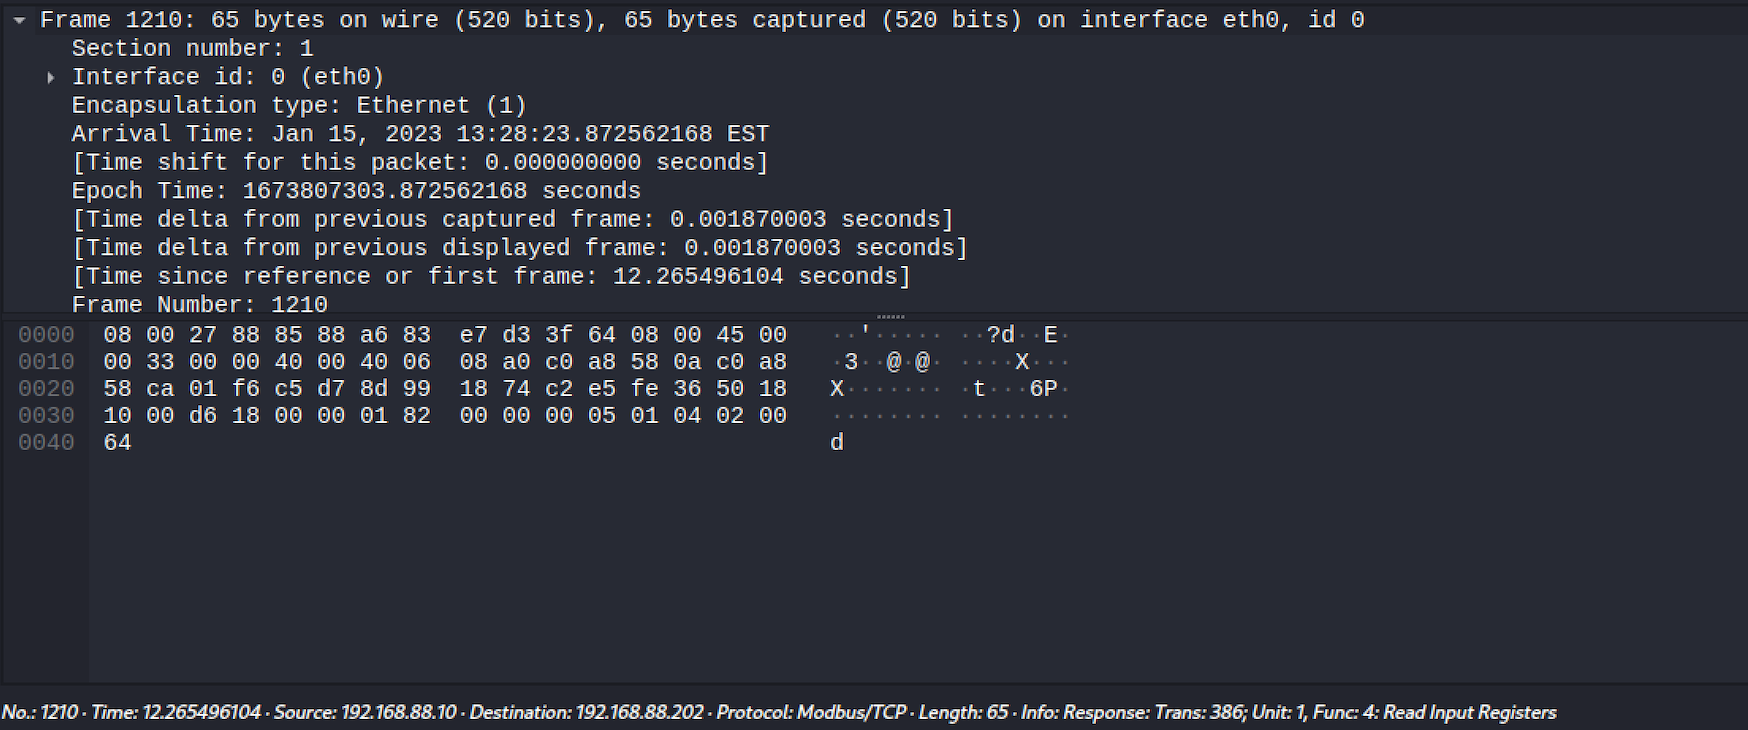 Frame 1210: 65 bytes on wire (520 bits), 65 bytes captured (520 bits) on interface eth0, id 0
Section number: 1
Interface id: 0 (eth0)
Encapsulation type: Ethernet (1)
Arrival Time: Jan 15, 2023 13:28:23.872562168 EST
[Time shift for this packet: 0.000000000 seconds]
Epoch Time: 1673807303.872562168 seconds
[Time delta from previous captured frame: 0.001870003 seconds]
[Time delta from previous displayed frame: 0.001870003 seconds]
[Time since reference or first frame: 12.265496104 seconds]
Frame Number: 1210
0000 08 00 27 88 85 88 a6 83 e7 d3 3f 64 08 00 45 00 ··'····· ··?d··E·
0010 00 33 00 00 40 00 40 06 08 a0 c0 a8 58 0a c0 a8 ·3··@·@· ····X···
0020 58 ca 01 f6 c5 d7 8d 99 18 74 c2 e5 fe 36 50 18 X······· ·t···6P·
0030 10 00 d6 18 00 00 01 82 00 00 00 05 01 04 02 00 ········ ········
0040 64 d
No.: 1210 · Time: 12.265496104 · Source: 192.168.88.10 · Destination: 192.168.88.202 · Protocol: Modbus/TCP · Length: 65 · Info: Response: Trans: 386; Unit: 1, Func: 4: Read Input Registers